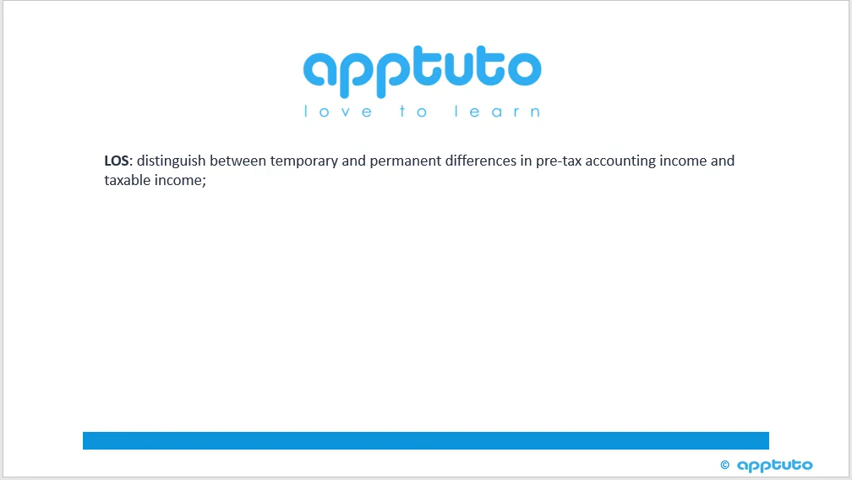 apptuto
love to learn
LOS: distinguish between temporary and permanent differences in pre-tax accounting income and
taxable income;
© apptuto